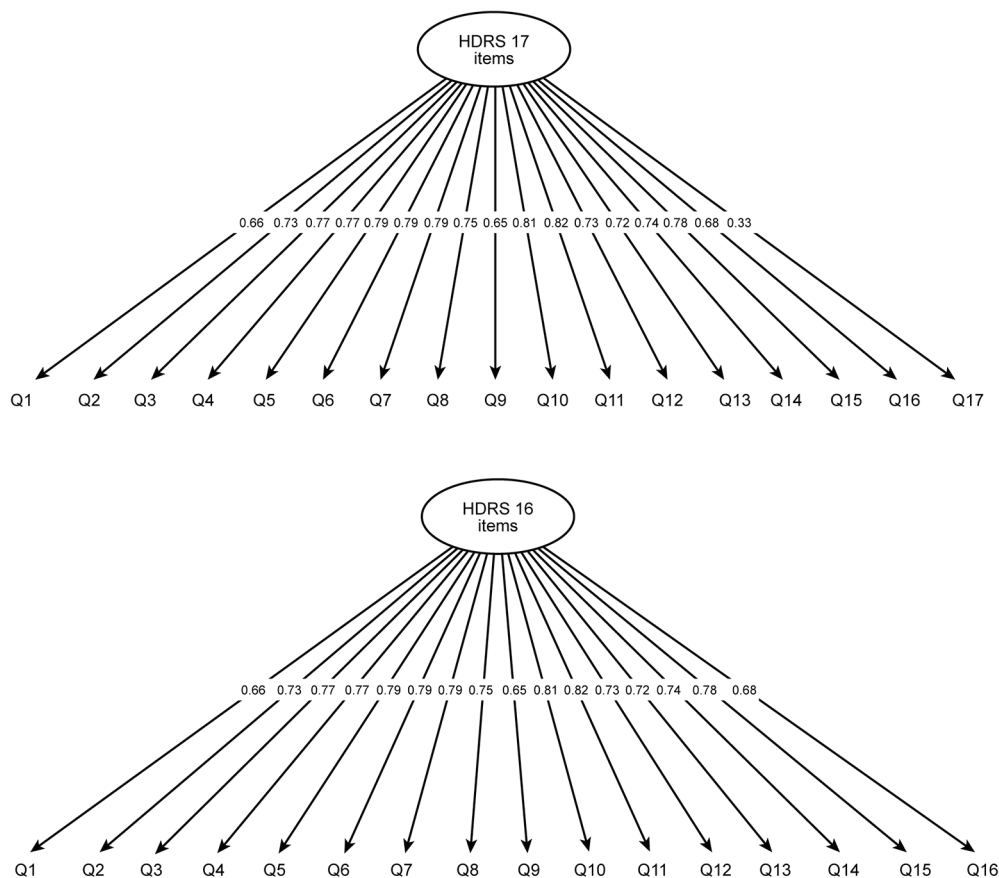 HDRS 17
items
0.66 0.73 0.77 0.77 0.79 0.79 0.79 0.75 0.65 0.81 0.82 0.73 0.72 0.74 0.78 0.68 0.33
Q1 Q2 Q3 Q4 Q5 Q6 Q7 Q8 Q9 Q10 Q11 Q12 Q13 Q14 Q15 Q16 Q17
HDRS 16
items
0.66 0.73 0.77 0.77 0.79 0.79 0.79 0.75 0.65 0.81 0.82 0.73 0.72 0.74 0.78 0.68
Q1 Q2 Q3 Q4 Q5 Q6 Q7 Q8 Q9 Q10 Q11 Q12 Q13 Q14 Q15 Q16